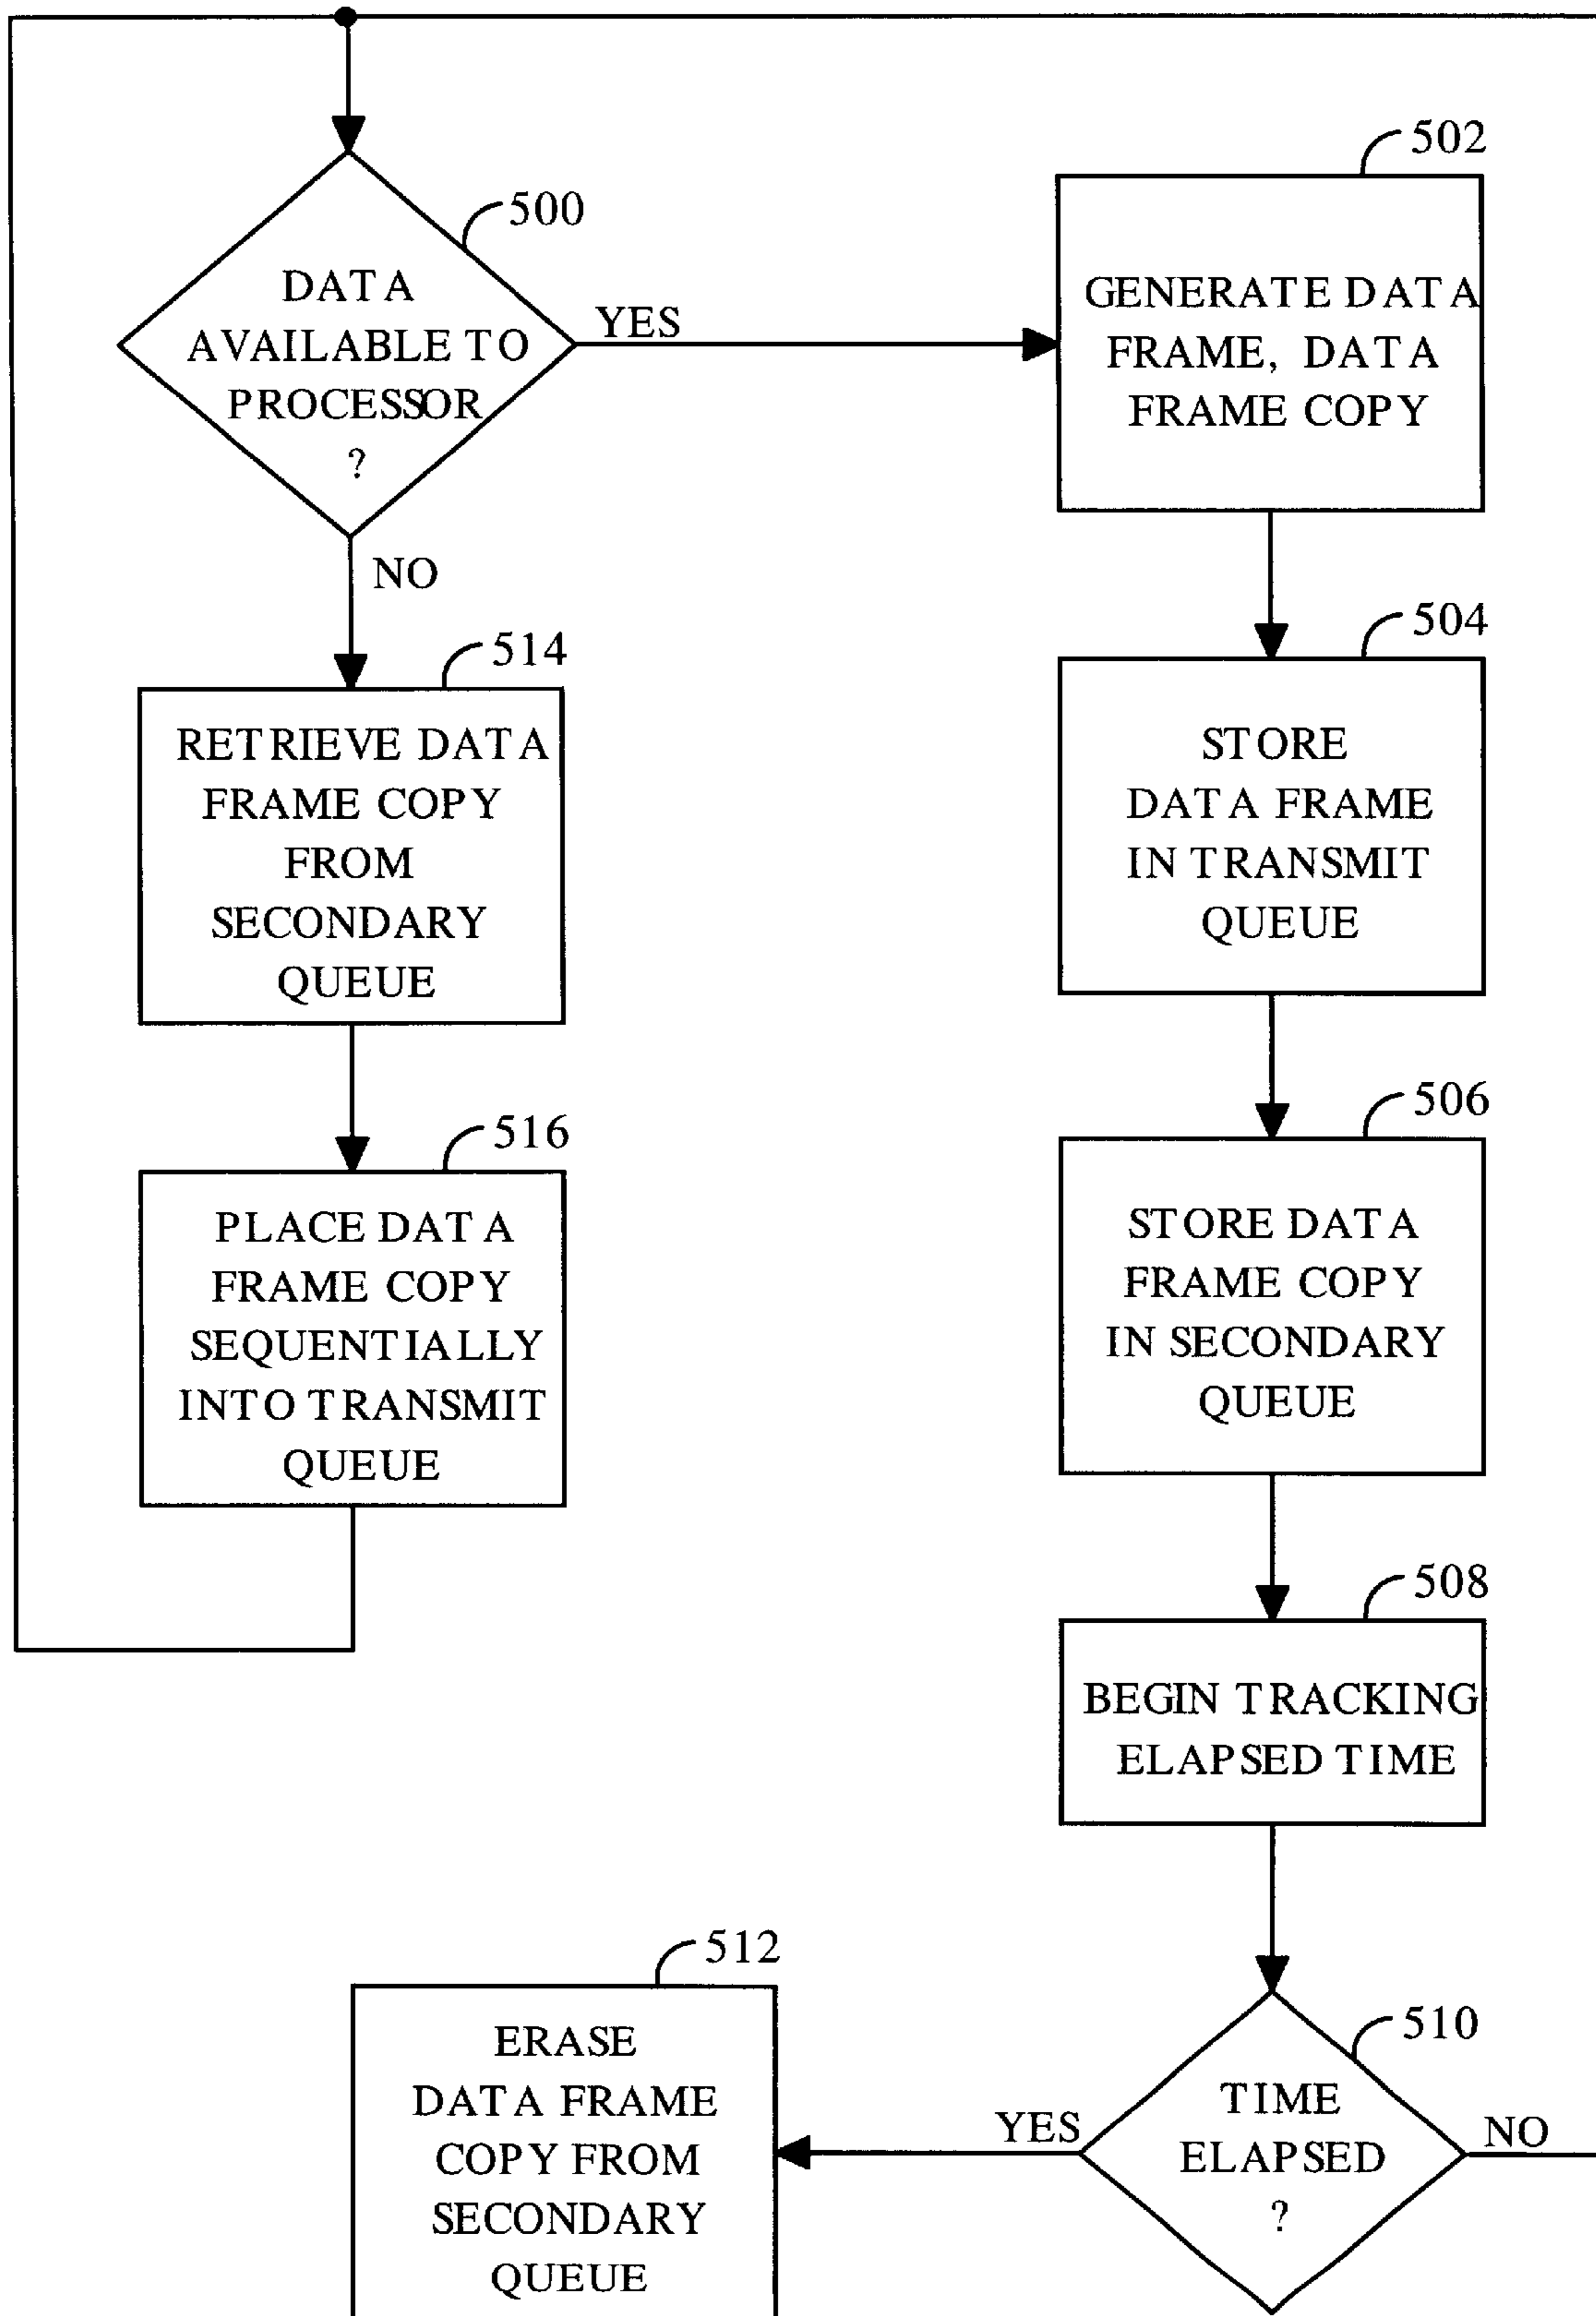 500
DATA
AVAILABLE TO
PROCESSOR
?
YES
NO
502
GENERATE DATA
FRAME, DATA
FRAME COPY
504
STORE
DATA FRAME
IN TRANSMIT
QUEUE
506
STORE DATA
FRAME COPY
IN SECONDARY
QUEUE
508
BEGIN TRACKING
ELAPSED TIME
510
TIME
ELAPSED
?
YES
NO
512
ERASE
DATA FRAME
COPY FROM
SECONDARY
QUEUE
514
RETRIEVE DATA
FRAME COPY
FROM
SECONDARY
QUEUE
516
PLACE DATA
FRAME COPY
SEQUENTIALLY
INTO TRANSMIT
QUEUE